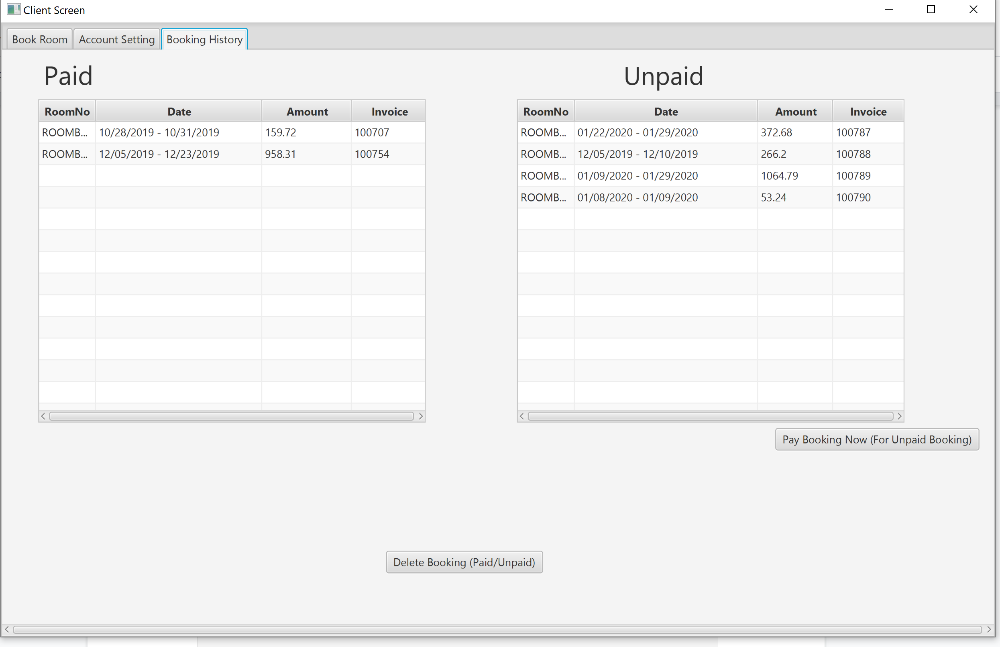 Client Screen
Book Room Account Setting Booking History
Paid
RoomNo Date Amount Invoice
ROOMB... 10/28/2019 - 10/31/2019 159.72 100707
ROOMB... 12/05/2019 - 12/23/2019 958.31 100754
Unpaid
RoomNo Date Amount Invoice
ROOMB... 01/22/2020 - 01/29/2020 372.68 100787
ROOMB... 12/05/2019 - 12/10/2019 266.2 100788
ROOMB... 01/09/2020 - 01/29/2020 1064.79 100789
ROOMB... 01/08/2020 - 01/09/2020 53.24 100790
Pay Booking Now (For Unpaid Booking)
Delete Booking (Paid/Unpaid)